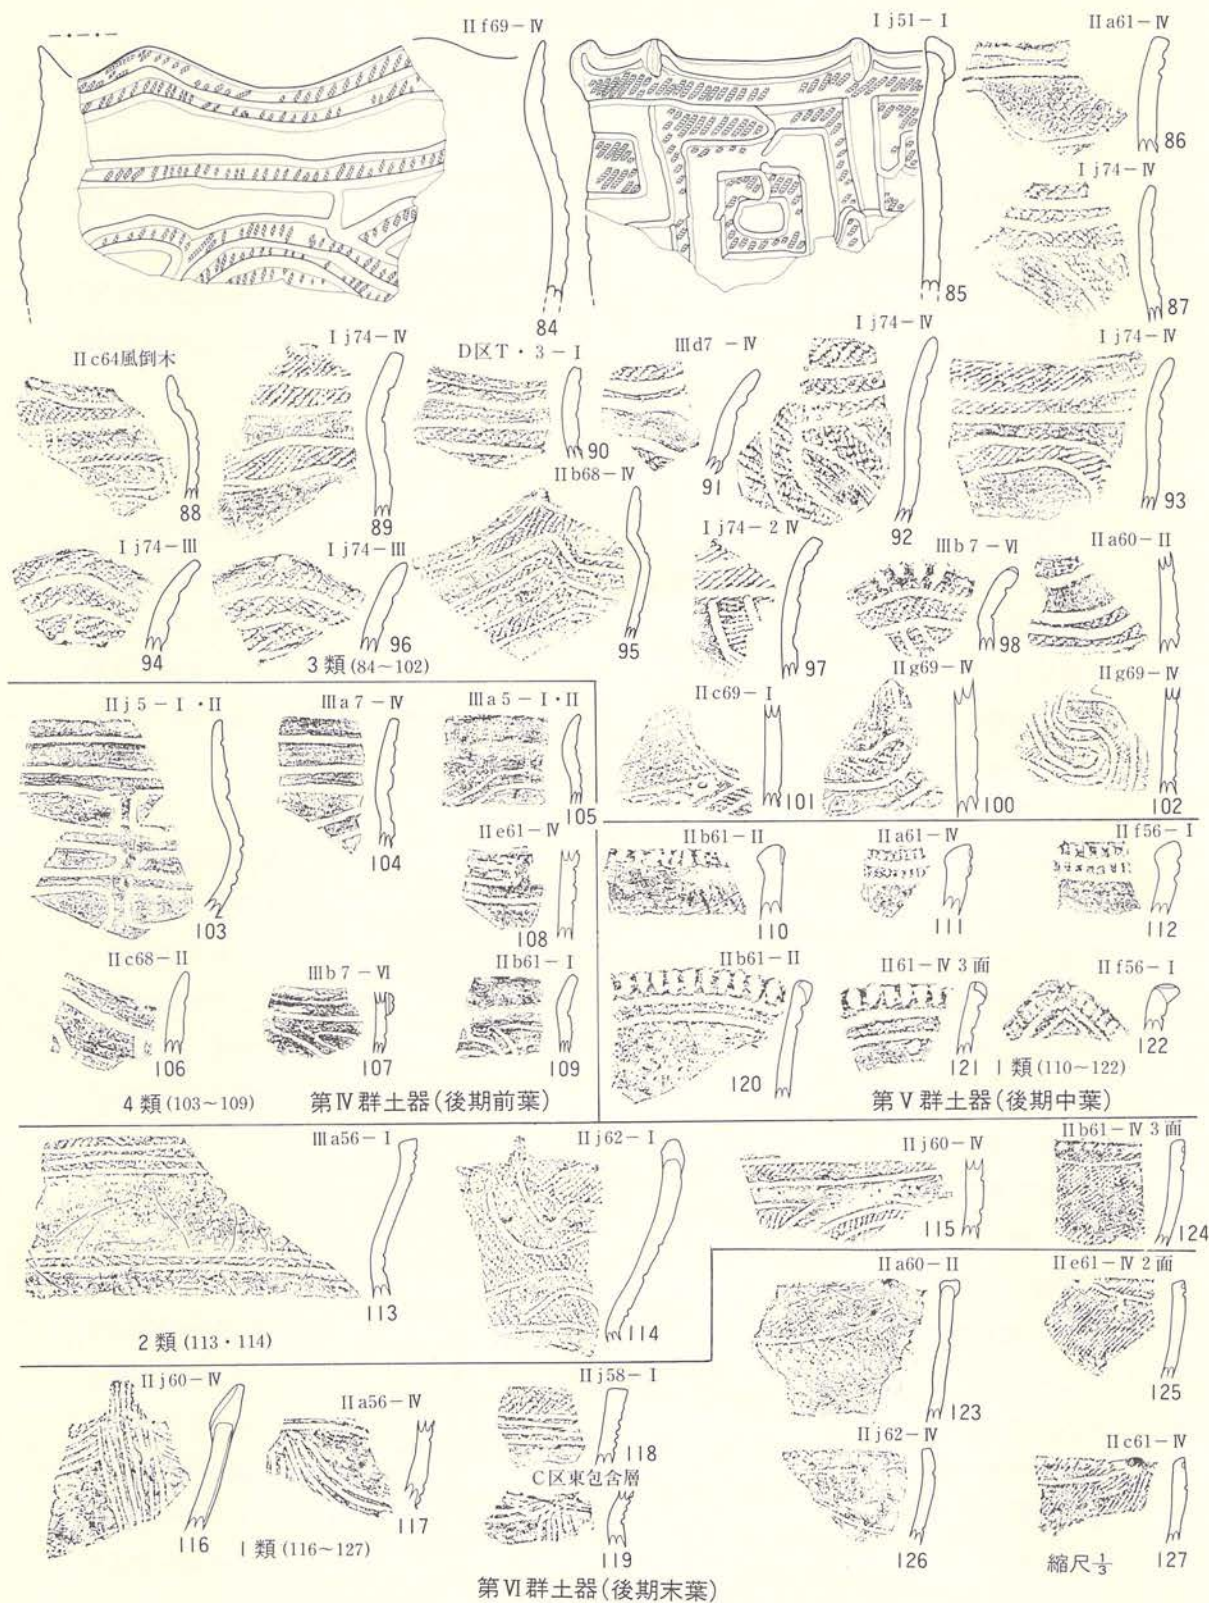 II f69－IV
I j51－I
II a61－IV
86
I j74－IV
84
85
87
II c64風倒木
I j74－IV
D区T・3－I
III d7－IV
I j74－IV
I j74－IV
88
89
90
91
92
93
II b68－IV
I j74－III
I j74－III
I j74－2 IV
III b7－VI
II a60－II
94
96
95
97
98
3類(84～102)
II c69－I
II g69－IV
II g69－IV
101
100
102
II j5－I・II
III a7－IV
III a5－I・II
103
104
105
II e61－IV
108
II c68－II
III b7－VI
II b61－I
106
107
109
4類(103～109)
第IV群土器(後期前葉)
II b61－II
II a61－IV
II f56－I
110
111
112
II b61－II
II 61－IV 3面
II f56－I
120
121
122
1類(110～122)
第V群土器(後期中葉)
III a56－I
II j62－I
II j60－IV
II b61－IV 3面
113
114
115
124
2類(113・114)
II a60－II
II e61－IV 2面
123
125
II j60－IV
II a56－IV
II j58－I
116
117
118
C区東包含層
119
1類(116～127)
II j62－IV
II c61－IV
126
127
縮尺1/3
第VI群土器(後期末葉)